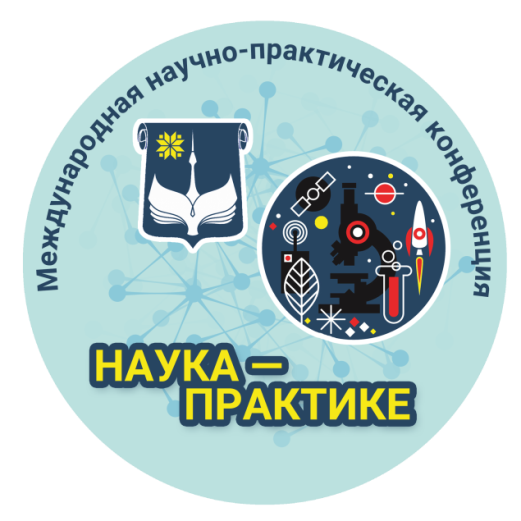 Международная научно-практическая конференция
НАУКА —
ПРАКТИКЕ